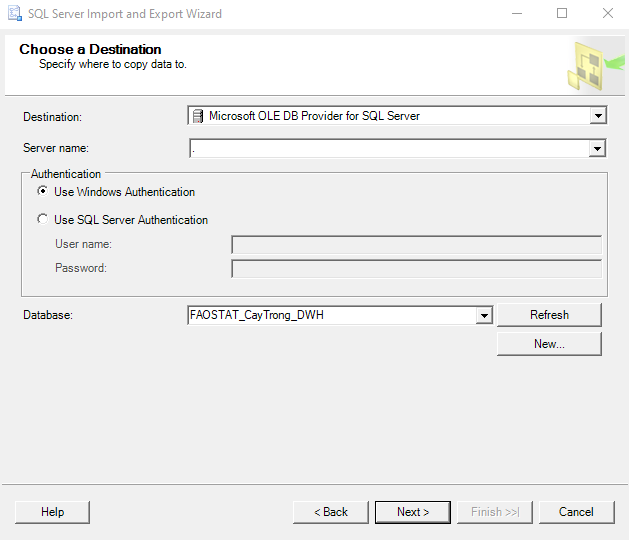 SQL Server Import and Export Wizard
Choose a Destination
Specify where to copy data to.
Destination: Microsoft OLE DB Provider for SQL Server
Server name: .
Authentication
Use Windows Authentication
Use SQL Server Authentication
User name:
Password:
Database: FAOSTAT_CayTrong_DWH Refresh
New...
Help < Back Next > Finish >>| Cancel